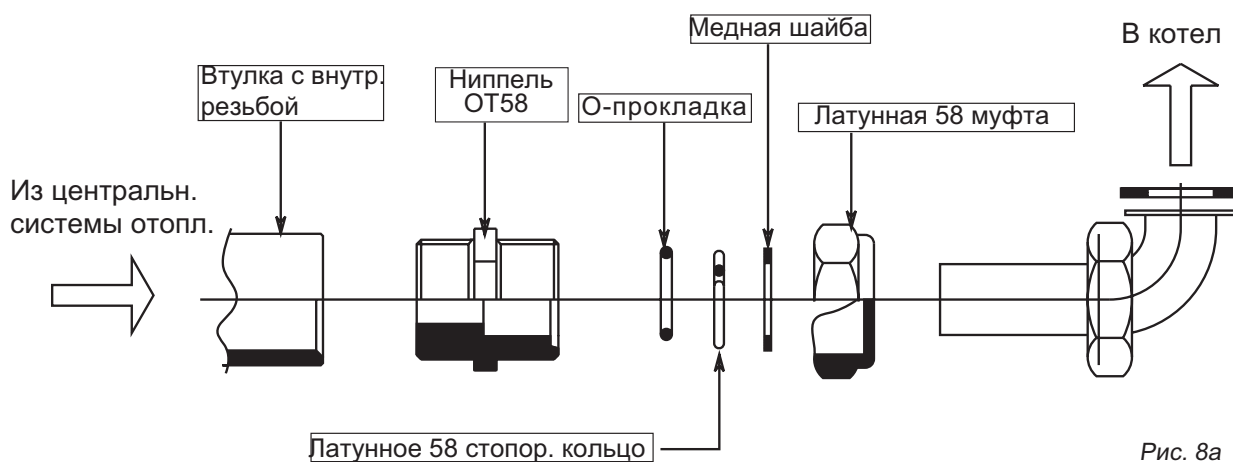 Медная шайба
В котел
Втулка с внутр.
резьбой
Ниппель
ОТ58
О-прокладка
Латунная 58 муфта
Из центральн.
системы отопл.
Латунное 58 стопор. кольцо
Рис. 8а